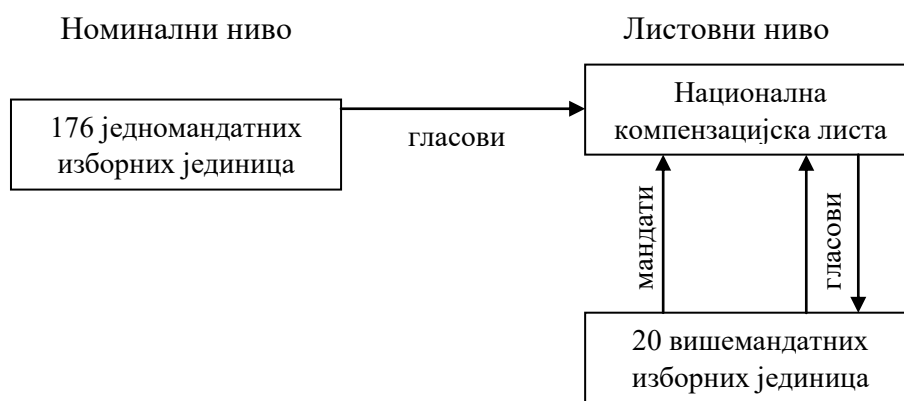 Номинални ниво
Листовни ниво
176 једномандатних
изборних јединица
гласови
Национална
компензацијска листа
мандати
гласови
20 вишемандатних
изборних јединица